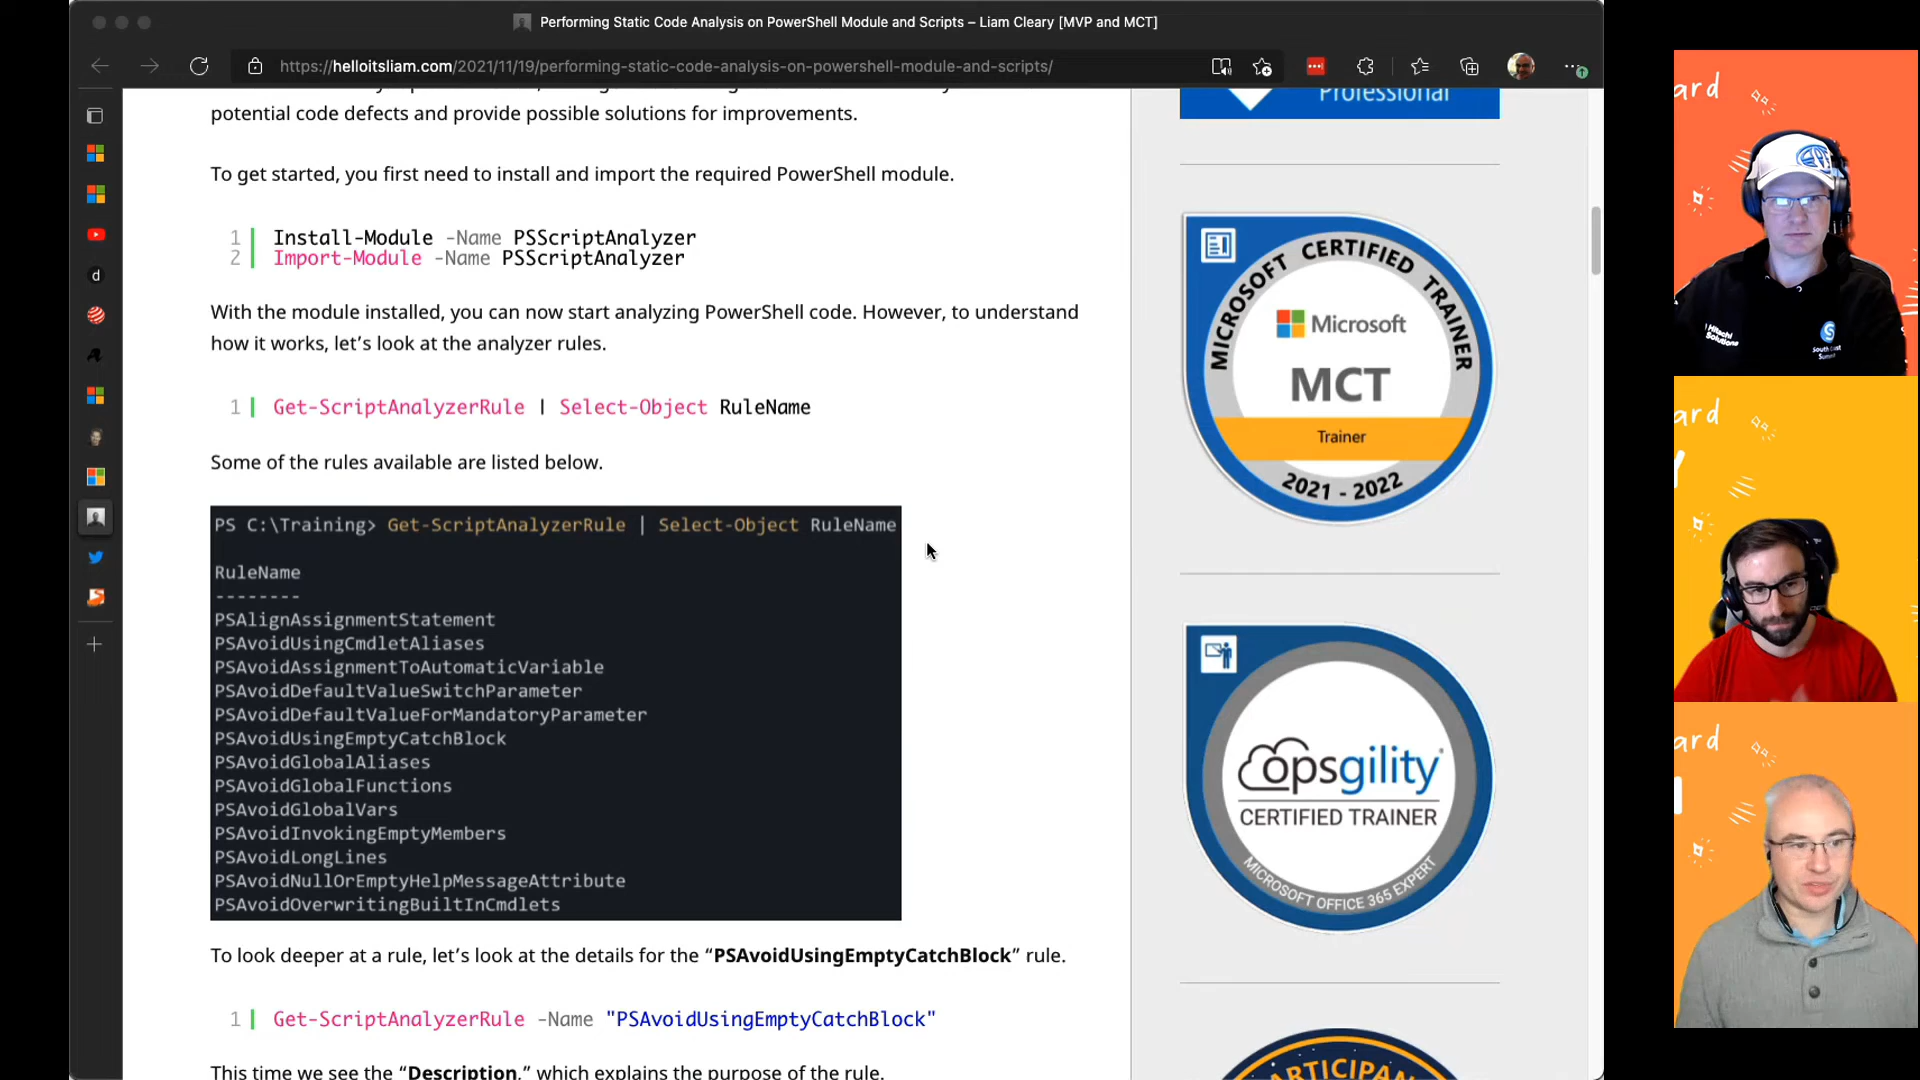 Performing Static Code Analysis on PowerShell Module and Scripts – Liam Cleary [MVP and MCT]
https://helloitsliam.com/2021/11/19/performing-static-code-analysis-on-powershell-module-and-scripts/
potential code defects and provide possible solutions for improvements.
To get started, you first need to install and import the required PowerShell module.
1 Install-Module -Name PSScriptAnalyzer
2 Import-Module -Name PSScriptAnalyzer
With the module installed, you can now start analyzing PowerShell code. However, to understand
how it works, let’s look at the analyzer rules.
1 Get-ScriptAnalyzerRule | Select-Object RuleName
Some of the rules available are listed below.
PS C:\Training> Get-ScriptAnalyzerRule | Select-Object RuleName
RuleName
--------
PSAlignAssignmentStatement
PSAvoidUsingCmdletAliases
PSAvoidAssignmentToAutomaticVariable
PSAvoidDefaultValueSwitchParameter
PSAvoidDefaultValueForMandatoryParameter
PSAvoidUsingEmptyCatchBlock
PSAvoidGlobalAliases
PSAvoidGlobalFunctions
PSAvoidGlobalVars
PSAvoidInvokingEmptyMembers
PSAvoidLongLines
PSAvoidNullOrEmptyHelpMessageAttribute
PSAvoidOverwritingBuiltInCmdlets
To look deeper at a rule, let’s look at the details for the “PSAvoidUsingEmptyCatchBlock” rule.
1 Get-ScriptAnalyzerRule -Name "PSAvoidUsingEmptyCatchBlock"
This time we see the “Description,” which explains the purpose of the rule.
Professional
MICROSOFT CERTIFIED TRAINER
Microsoft
MCT
Trainer
2021 - 2022
opsgility
CERTIFIED TRAINER
MICROSOFT OFFICE 365 EXPERT
PARTICIPAN
ard
Hitachi
Solutions
South Coast
Summit
ard
ard